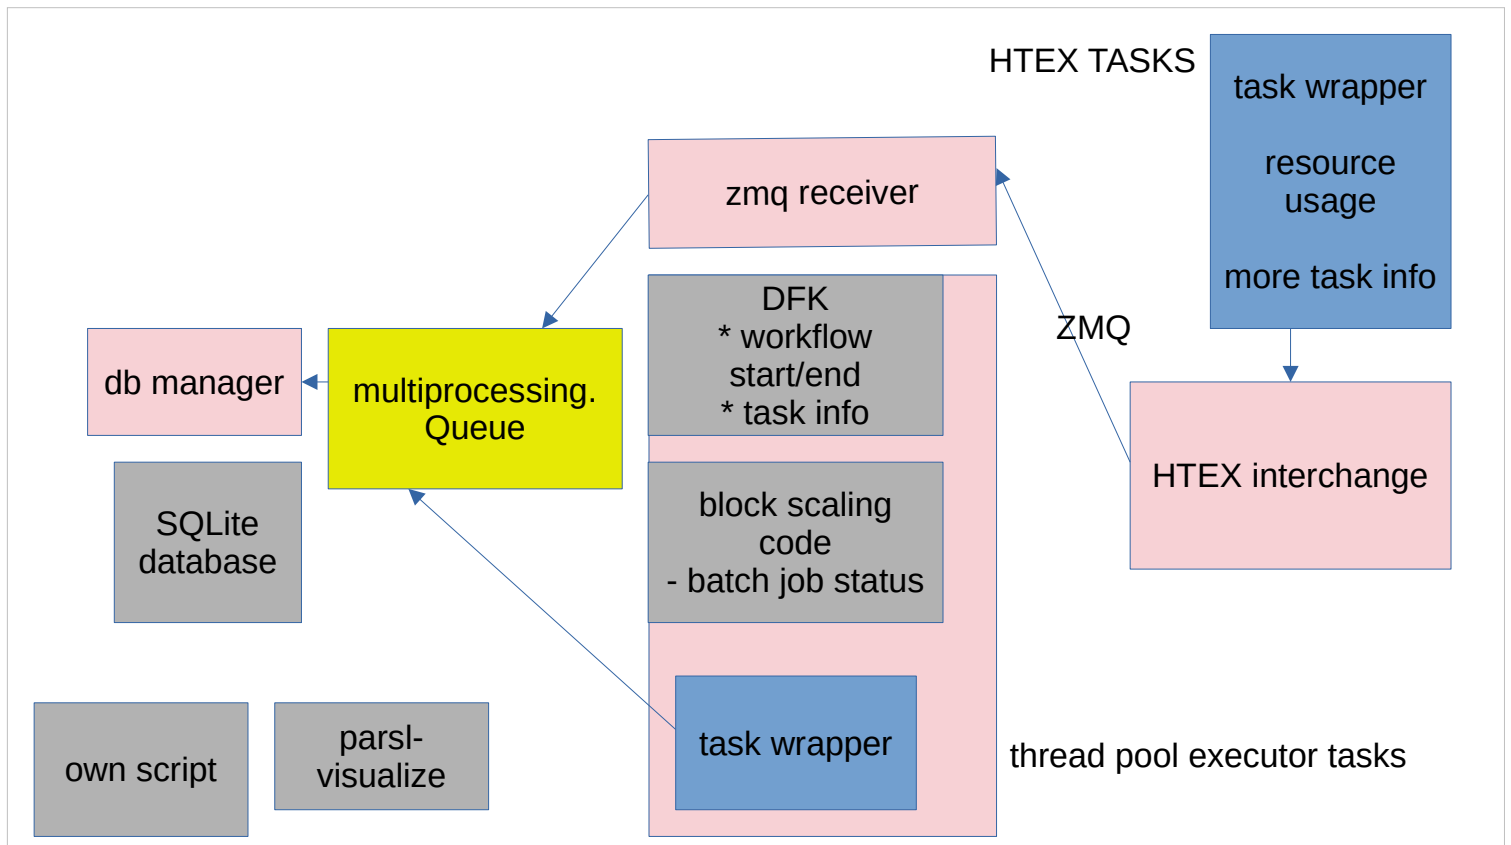 HTEX TASKS
task wrapper
resource
usage
more task info
zmq receiver
DFK
* workflow
start/end
* task info
ZMQ
db manager
multiprocessing.
Queue
HTEX interchange
SQLite
database
block scaling
code
- batch job status
own script
parsl-
visualize
task wrapper
thread pool executor tasks